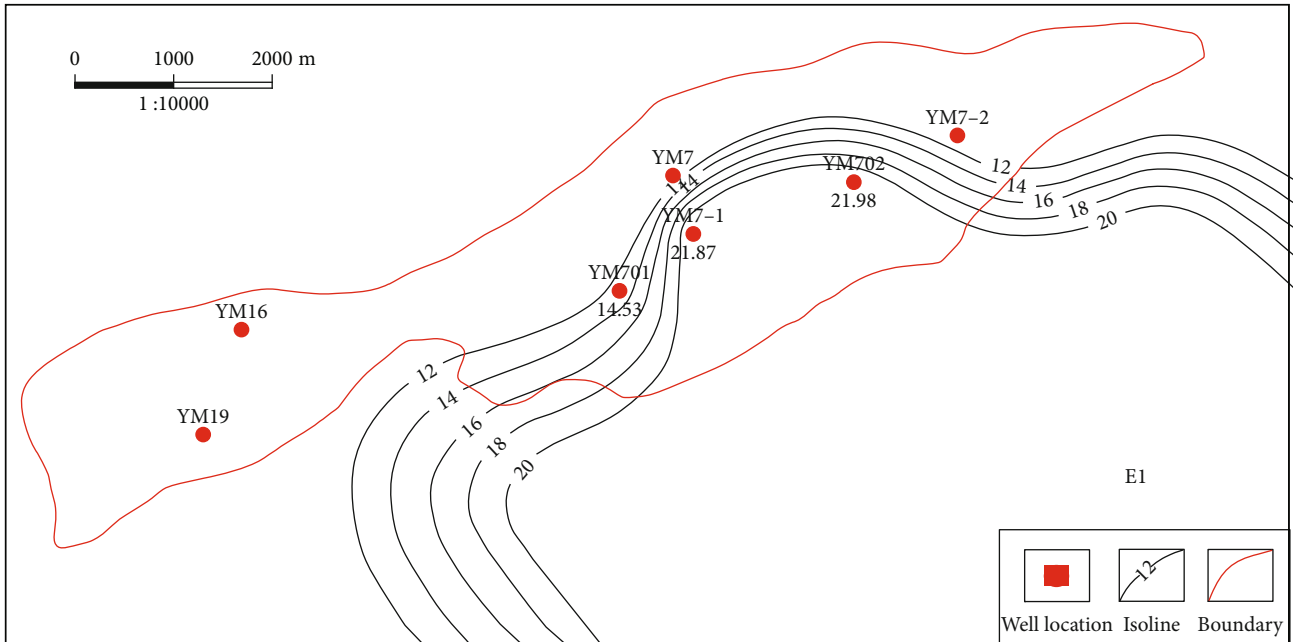 0 1000 2000 m
1 :10000
YM7–2
12
YM7
YM702
14
14
21.98
16
18
20
YM7–1
21.87
YM701
14.53
YM16
12
14
YM19
16
18
20
E1
12
Well location Isoline Boundary